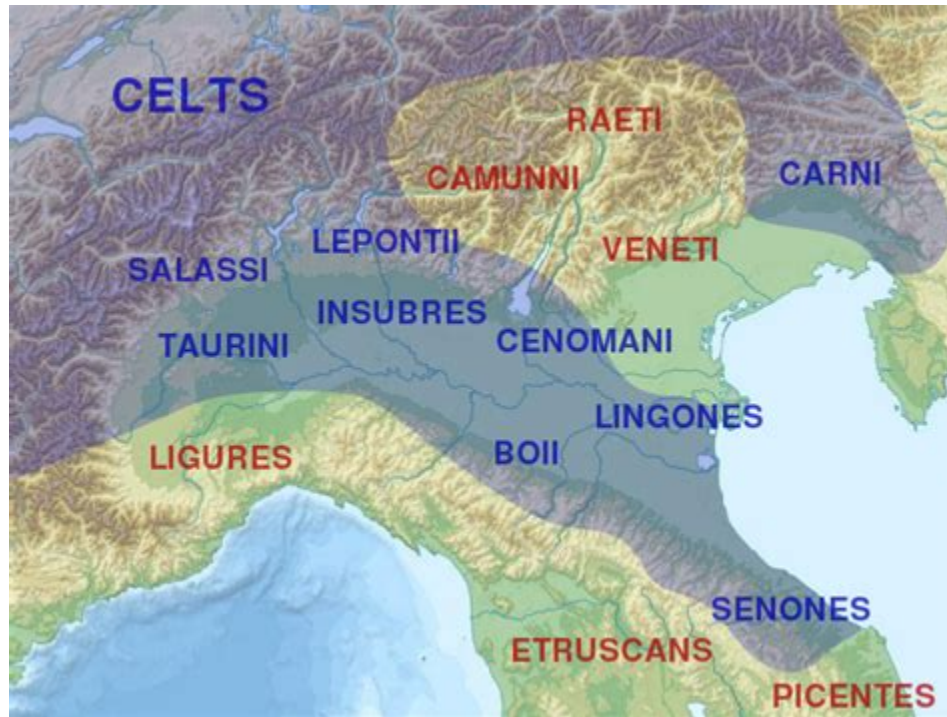 CELTS
RAETI
CAMUNNI
CARNI
LEPONTII
VENETI
SALASSI
INSUBRES
CENOMANI
TAURINI
LINGONES
BOII
LIGURES
SENONES
ETRUSCANS
PICENTES